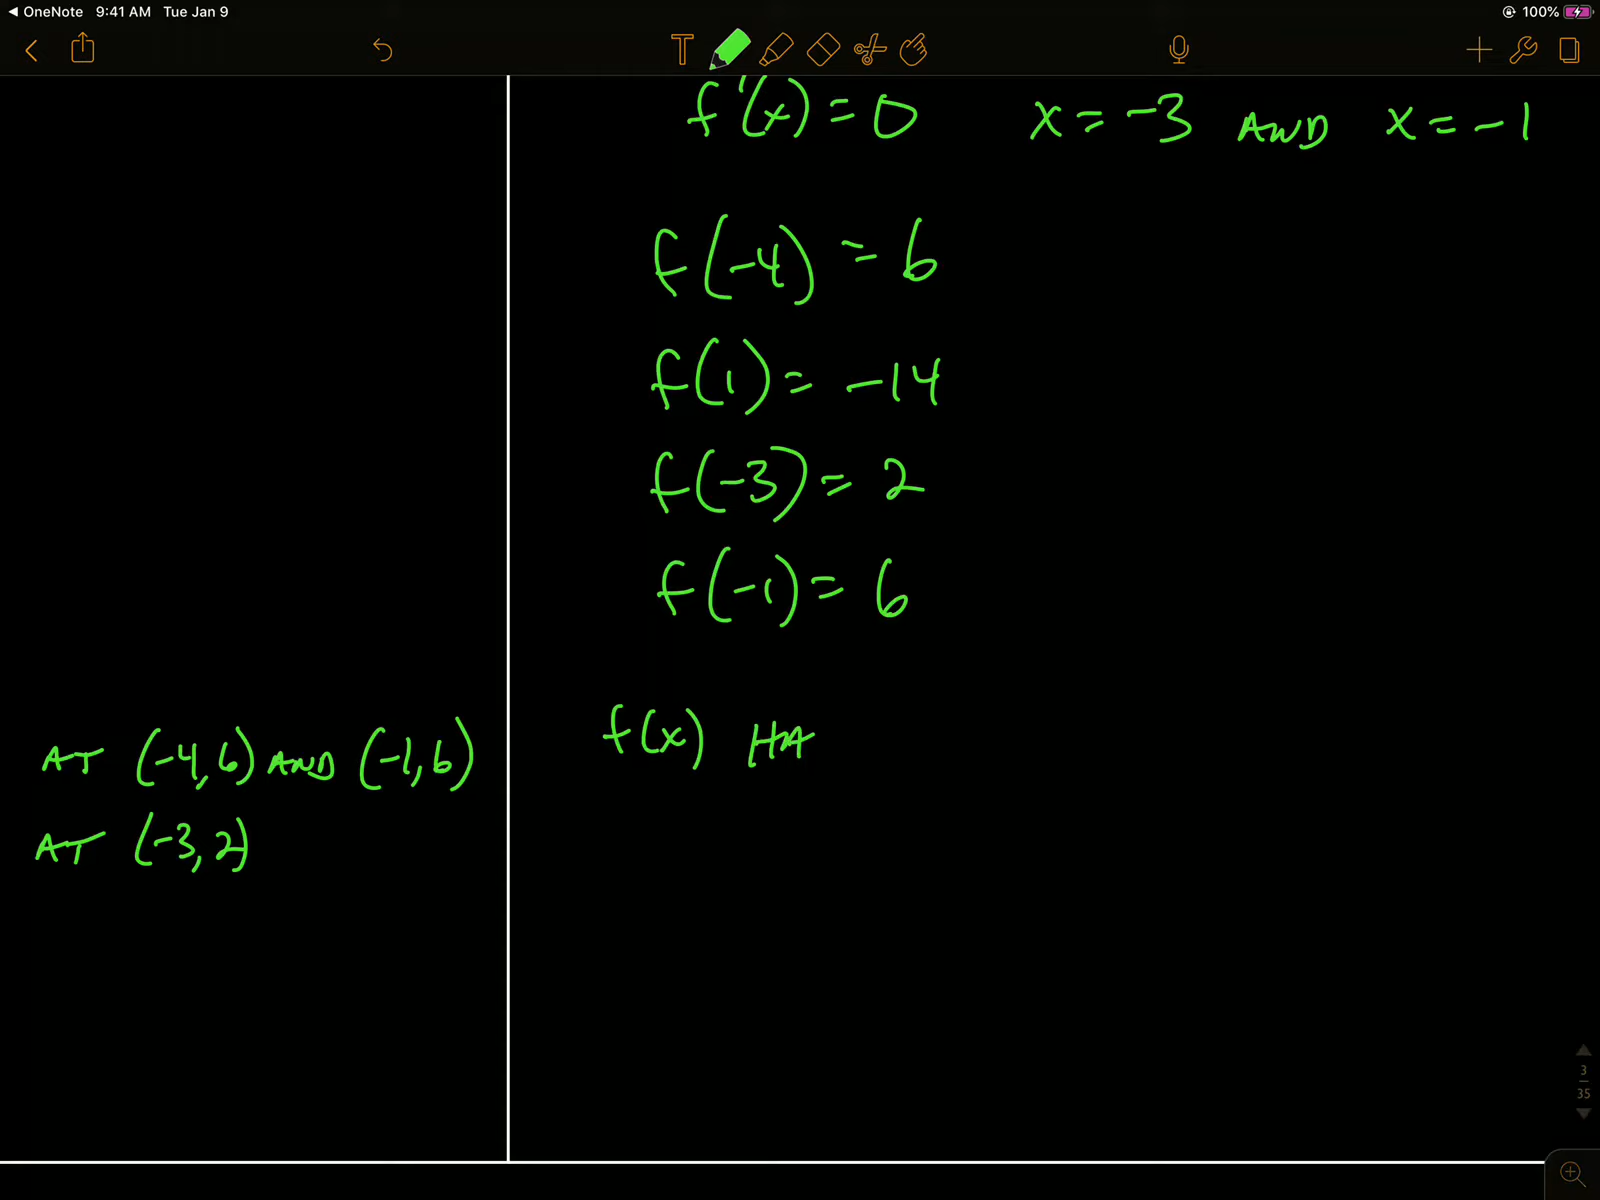 OneNote 9:41 AM Tue Jan 9 100%
T
f'(x) = 0 x = -3 AND x = -1
f(-4) = 6
f(1) = -14
f(-3) = 2
f(-1) = 6
AT (-4,6) AND (-1,6)
AT (-3,2)
f(x) HA
3
35